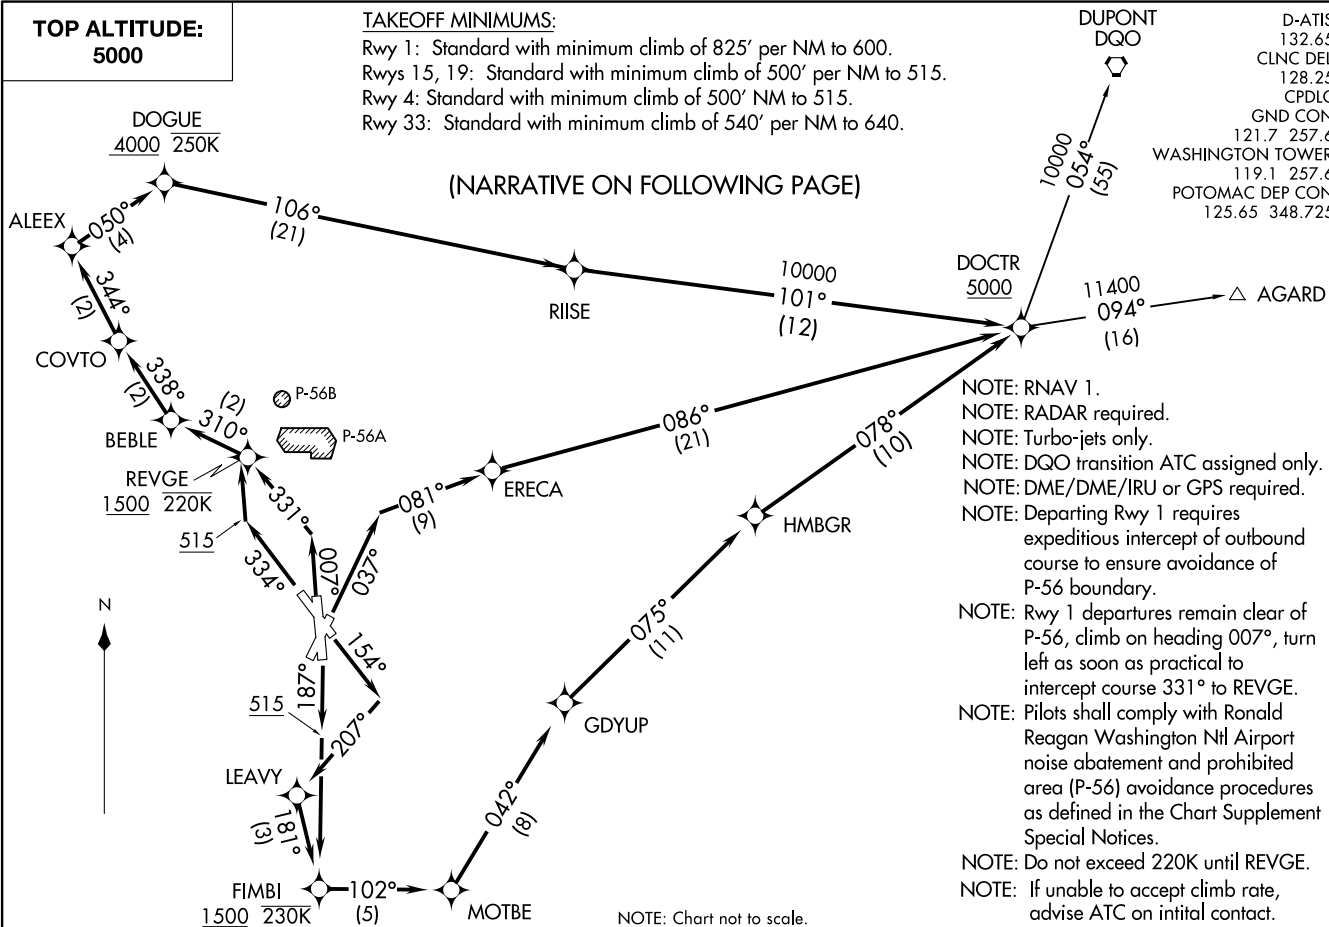 TOP ALTITUDE:
5000
TAKEOFF MINIMUMS:
Rwy 1: Standard with minimum climb of 825' per NM to 600.
Rwys 15, 19: Standard with minimum climb of 500' per NM to 515.
Rwy 4: Standard with minimum climb of 500' NM to 515.
Rwy 33: Standard with minimum climb of 540' per NM to 640.
(NARRATIVE ON FOLLOWING PAGE)
DUPONT
DQO
D-ATIS
132.65
CLNC DEL
128.25
CPDLC
GND CON
121.7 257.6
WASHINGTON TOWER
119.1 257.6
POTOMAC DEP CON
125.65 348.725
DOGUE
4000 250K
ALEEX
050°
(4)
106°
(21)
RIISE
10000
101°
(12)
10000
054°
(55)
DOCTR
5000
11400
094°
(16)
AGARD
344°
(2)
COVTO
338°
(2)
BEBLE
(2)
310°
P-56B
P-56A
REVGE
1500 220K
515
331°
334°
007°
037°
081°
(9)
ERECA
086°
(21)
078°
(10)
HMBGR
075°
(11)
GDYUP
042°
(8)
N
154°
187°
515
207°
LEAVY
181°
(3)
FIMBI
1500 230K
102°
(5)
MOTBE
NOTE: Chart not to scale.
NOTE: RNAV 1.
NOTE: RADAR required.
NOTE: Turbo-jets only.
NOTE: DQO transition ATC assigned only.
NOTE: DME/DME/IRU or GPS required.
NOTE: Departing Rwy 1 requires
expeditious intercept of outbound
course to ensure avoidance of
P-56 boundary.
NOTE: Rwy 1 departures remain clear of
P-56, climb on heading 007°, turn
left as soon as practical to
intercept course 331° to REVGE.
NOTE: Pilots shall comply with Ronald
Reagan Washington Ntl Airport
noise abatement and prohibited
area (P-56) avoidance procedures
as defined in the Chart Supplement
Special Notices.
NOTE: Do not exceed 220K until REVGE.
NOTE: If unable to accept climb rate,
advise ATC on intital contact.